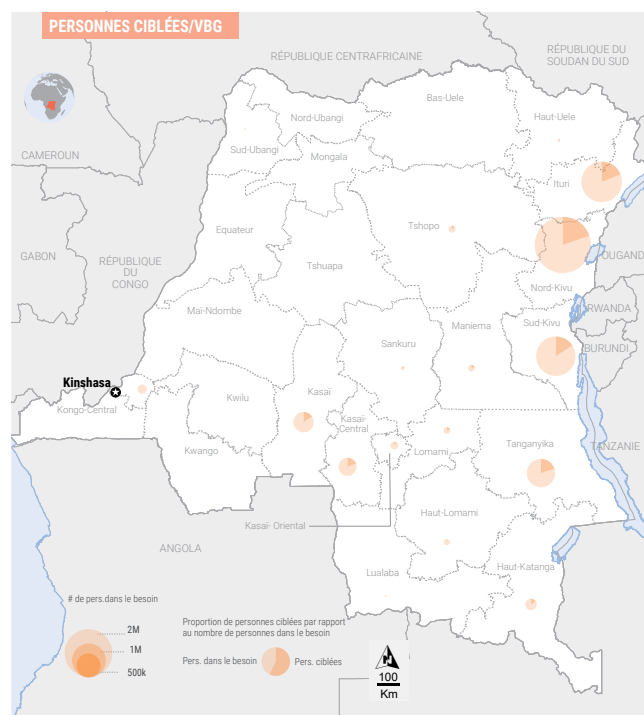 PERSONNES CIBLÉES/VBG
RÉPUBLIQUE CENTRAFRICAINE
RÉPUBLIQUE DU
SOUDAN DU SUD
CAMEROUN
GABON
RÉPUBLIQUE
DU
CONGO
Nord-Ubangi
Bas-Uele
Haut-Uele
Sud-Ubangi
Mongala
Ituri
Equateur
Tshopo
Tshuapa
OUGAND
Nord-Kivu
RWANDA
Maï-Ndombe
Sankuru
Maniema
Sud-Kivu
BURUNDI
Kinshasa
Kongo-Central
Kwilu
Kasaï
Kasaï-
Central
Kwango
Lomami
Tanganyika
TANZANIE
Kasaï- Oriental
Haut-Lomami
ANGOLA
Lualaba
Haut-Katanga
# de pers.dans le besoin
2M
1M
500k
Proportion de personnes ciblées par rapport
au nombre de personnes dans le besoin
Pers. dans le besoin
Pers. ciblées
N
100
Km